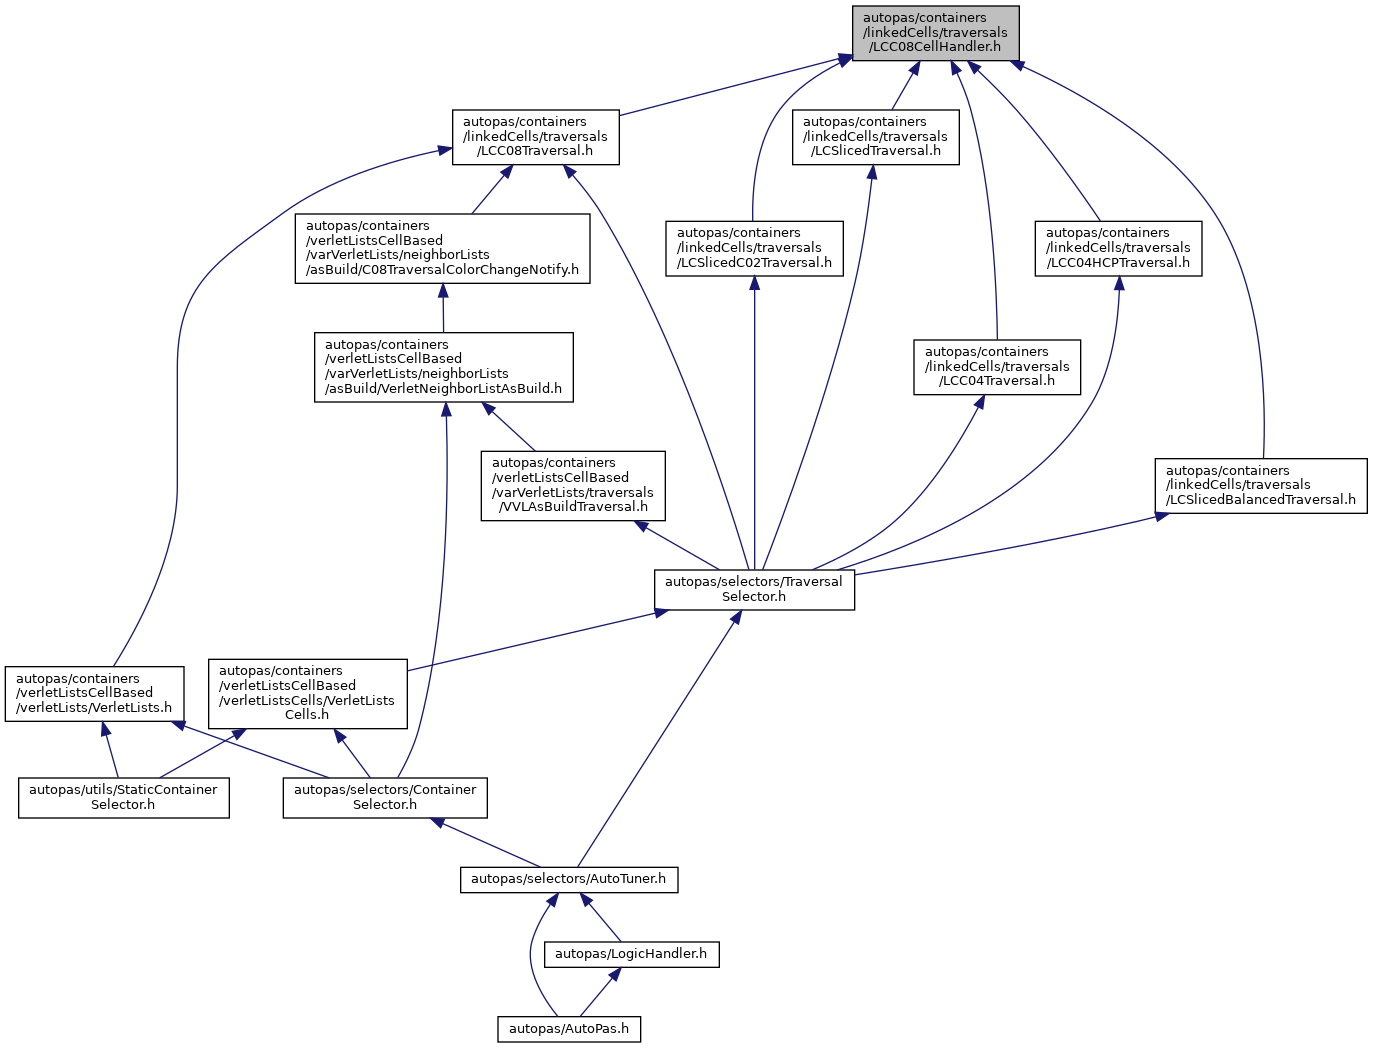 autopas/containers
/linkedCells/traversals
/LCC08CellHandler.h
autopas/containers
/linkedCells/traversals
/LCC08Traversal.h
autopas/containers
/linkedCells/traversals
/LCSlicedTraversal.h
autopas/containers
/verletListsCellBased
/varVerletLists/neighborLists
/asBuild/C08TraversalColorChangeNotify.h
autopas/containers
/linkedCells/traversals
/LCSlicedC02Traversal.h
autopas/containers
/linkedCells/traversals
/LCC04HCPTraversal.h
autopas/containers
/verletListsCellBased
/varVerletLists/neighborLists
/asBuild/VerletNeighborListAsBuild.h
autopas/containers
/linkedCells/traversals
/LCC04Traversal.h
autopas/containers
/verletListsCellBased
/varVerletLists/traversals
/VVLAsBuildTraversal.h
autopas/containers
/linkedCells/traversals
/LCSlicedBalancedTraversal.h
autopas/selectors/Traversal
Selector.h
autopas/containers
/verletListsCellBased
/verletLists/VerletLists.h
autopas/containers
/verletListsCellBased
/verletListsCells/VerletLists
Cells.h
autopas/utils/StaticContainer
Selector.h
autopas/selectors/Container
Selector.h
autopas/selectors/AutoTuner.h
autopas/LogicHandler.h
autopas/AutoPas.h